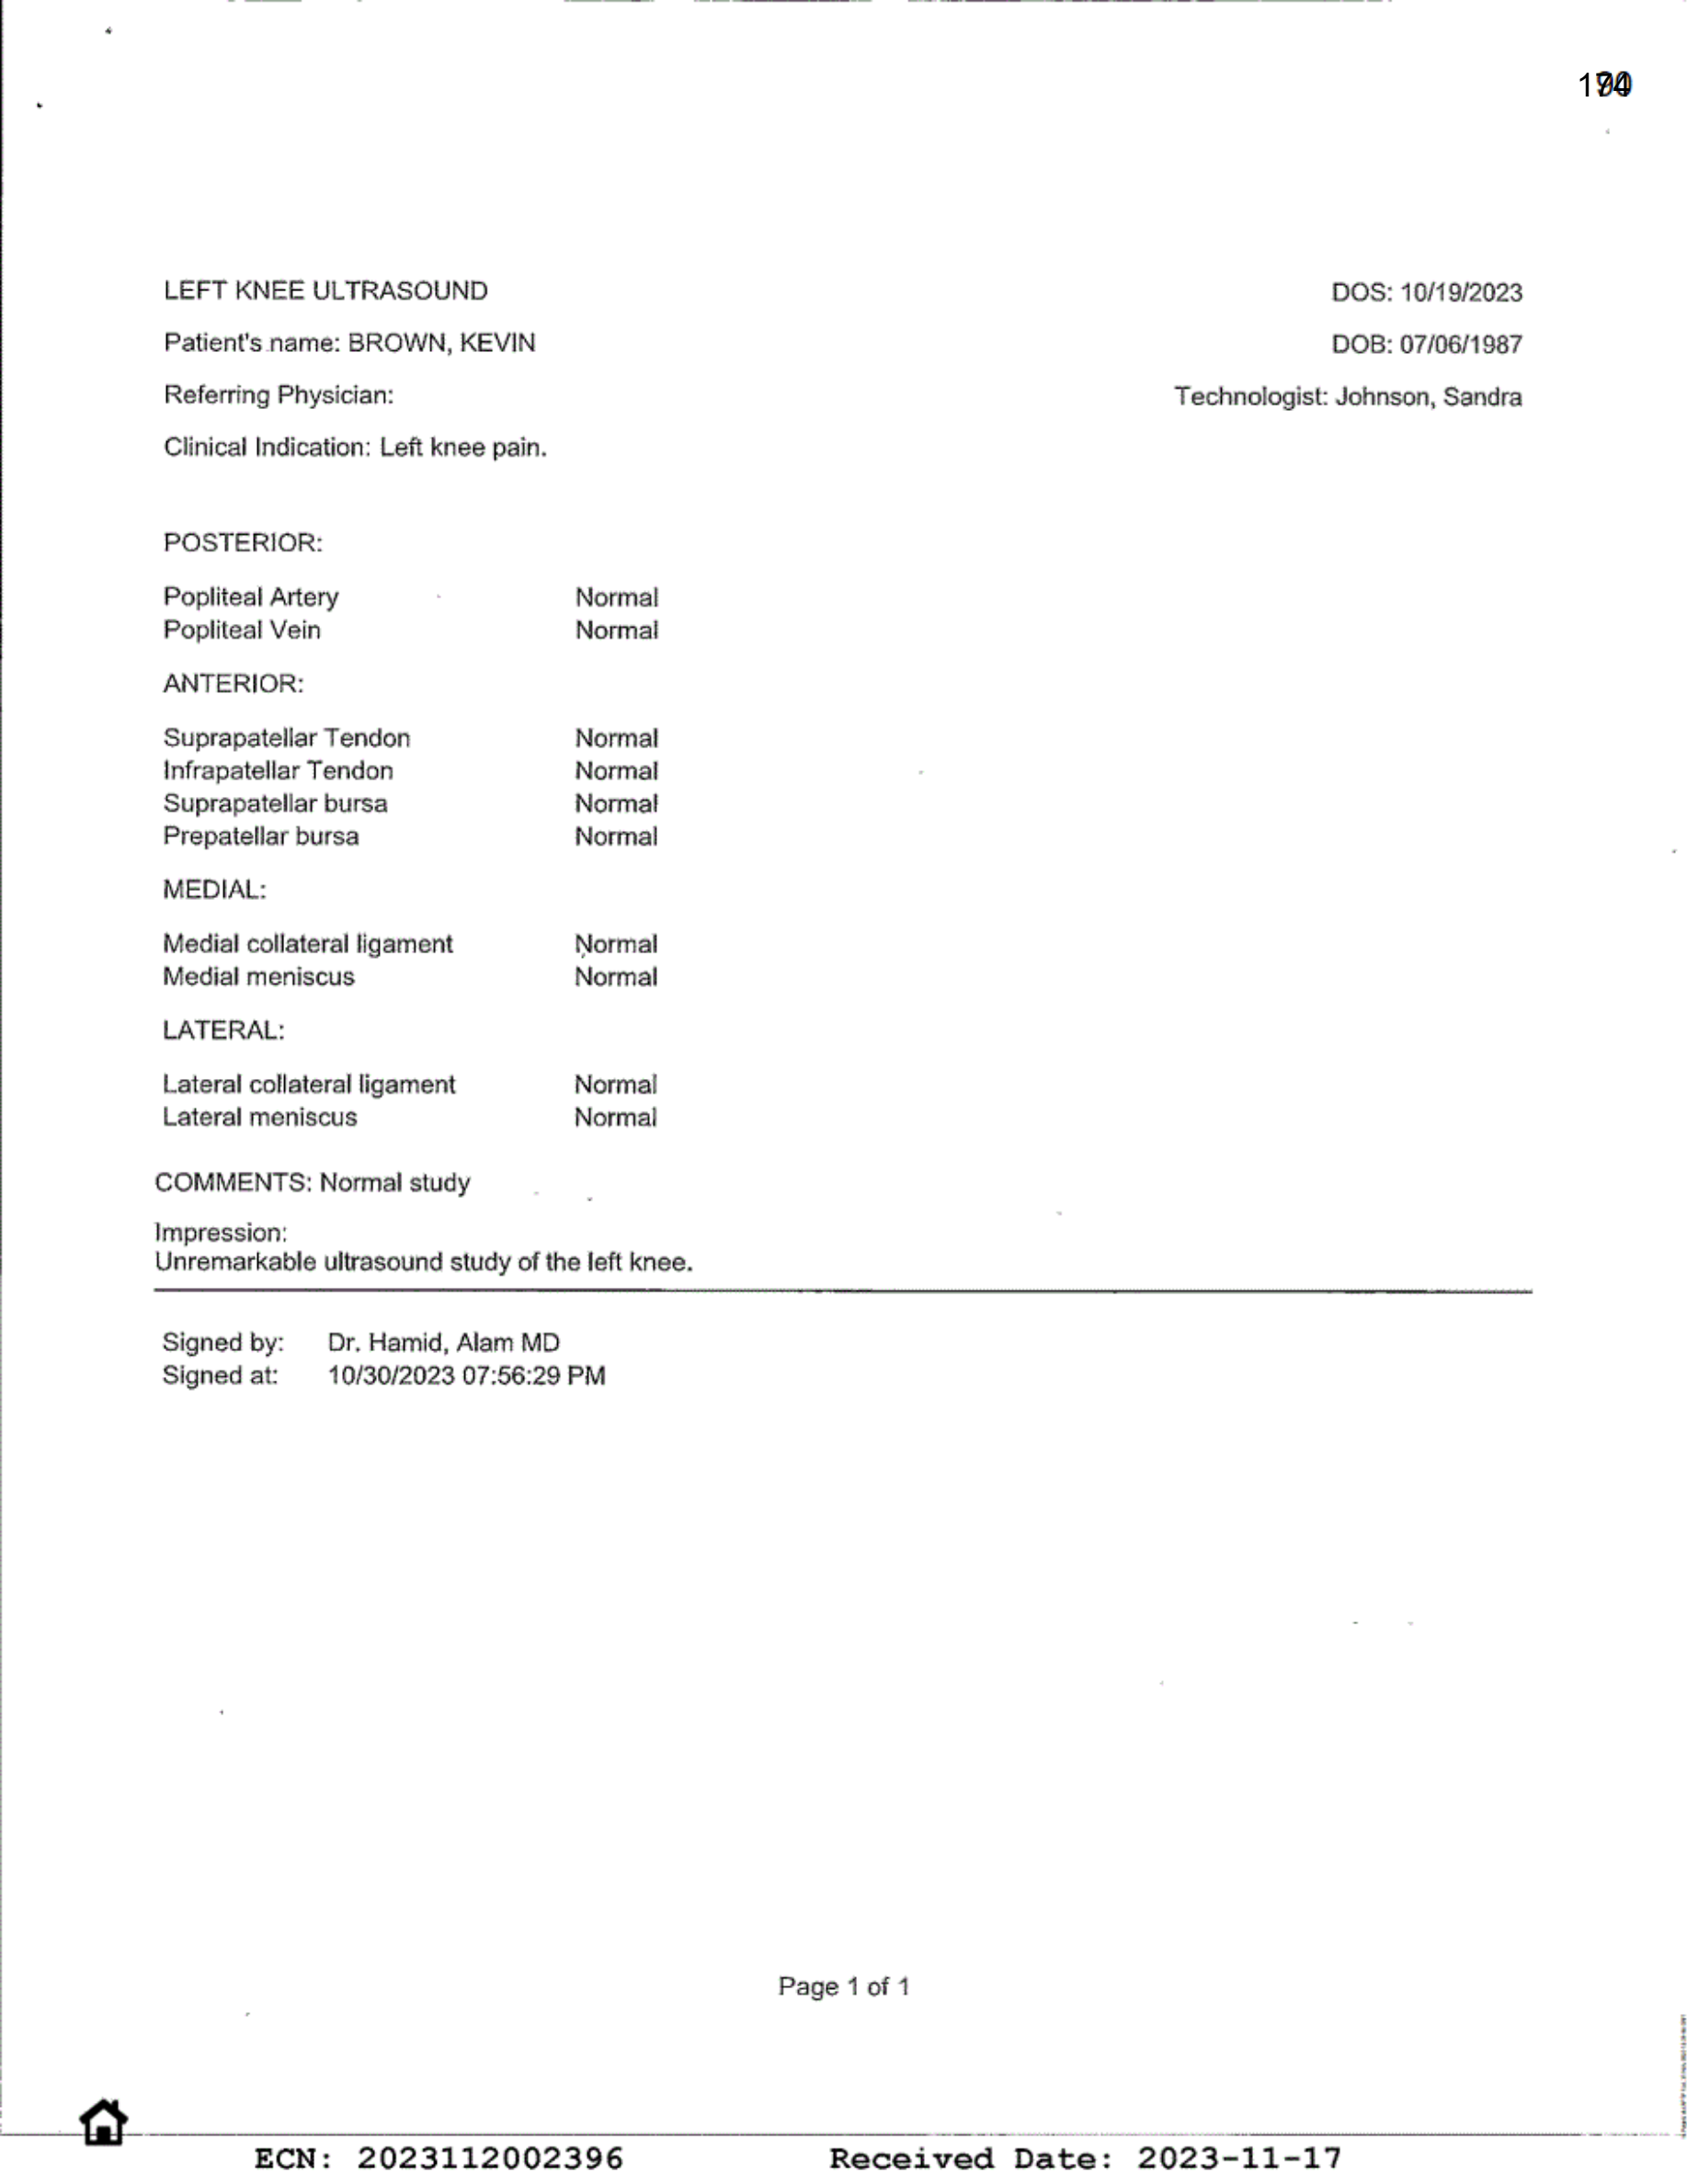 LEFT KNEE ULTRASOUND DOS: 10/19/2023
Patient's name: BROWN, KEVIN DOB: 07/06/1987
Referring Physician: Technologist: Johnson, Sandra
Clinical Indication: Left knee pain.
POSTERIOR:
Popliteal Artery Normal
Popliteal Vein Normal
ANTERIOR:
Suprapatellar Tendon Normal
Infrapatellar Tendon Normal
Suprapatellar bursa Normal
Prepatellar bursa Normal
MEDIAL:
Medial collateral ligament Normal
Medial meniscus Normal
LATERAL:
Lateral collateral ligament Normal
Lateral meniscus Normal
COMMENTS: Normal study
Impression:
Unremarkable ultrasound study of the left knee.
Signed by: Dr. Hamid, Alam MD
Signed at: 10/30/2023 07:56:29 PM
Page 1 of 1
ECN: 2023112002396 Received Date: 2023-11-17